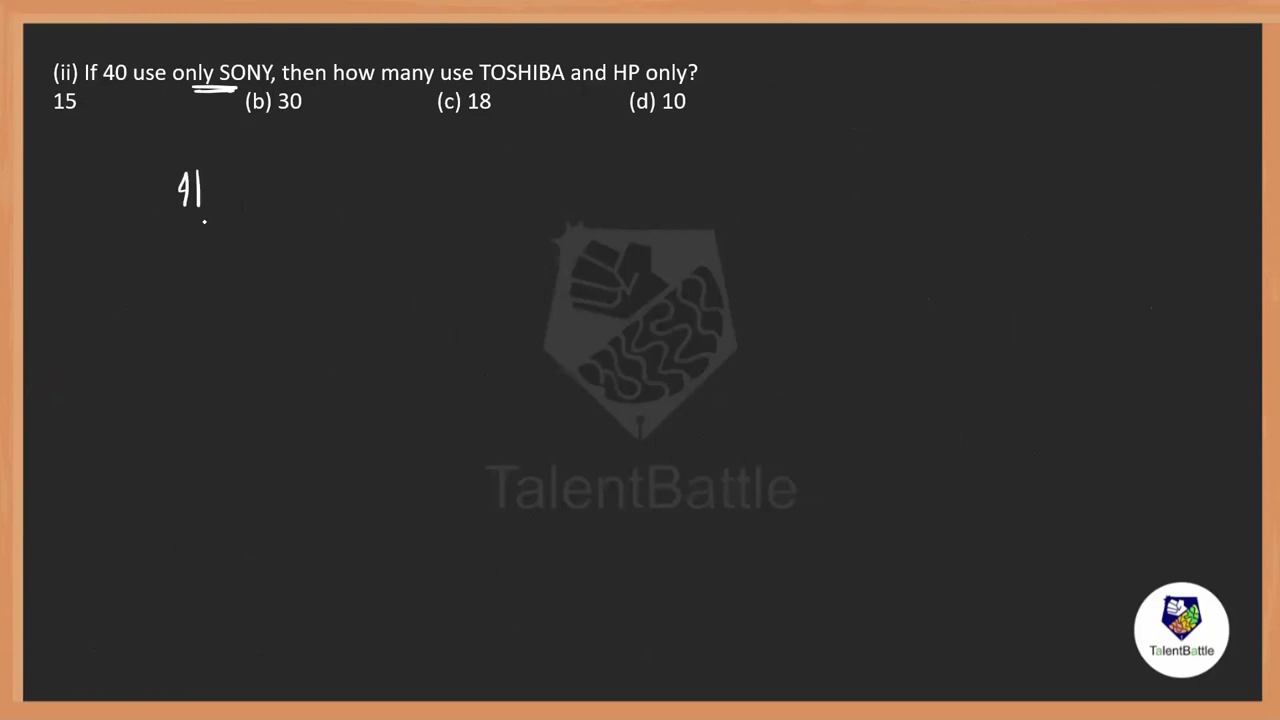 (ii) If 40 use only SONY, then how many use TOSHIBA and HP only?
15 (b) 30 (c) 18 (d) 10
41
TalentBattle
TalentBattle